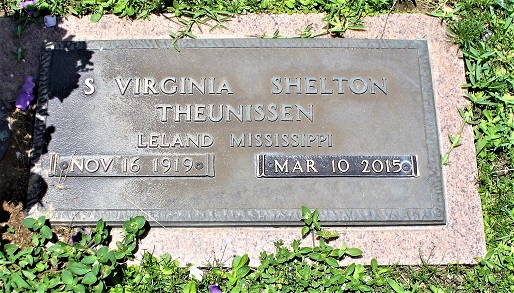 S VIRGINIA SHELTON
THEUNISSEN
LELAND MISSISSIPPI
NOV 16 1919 MAR 10 2015